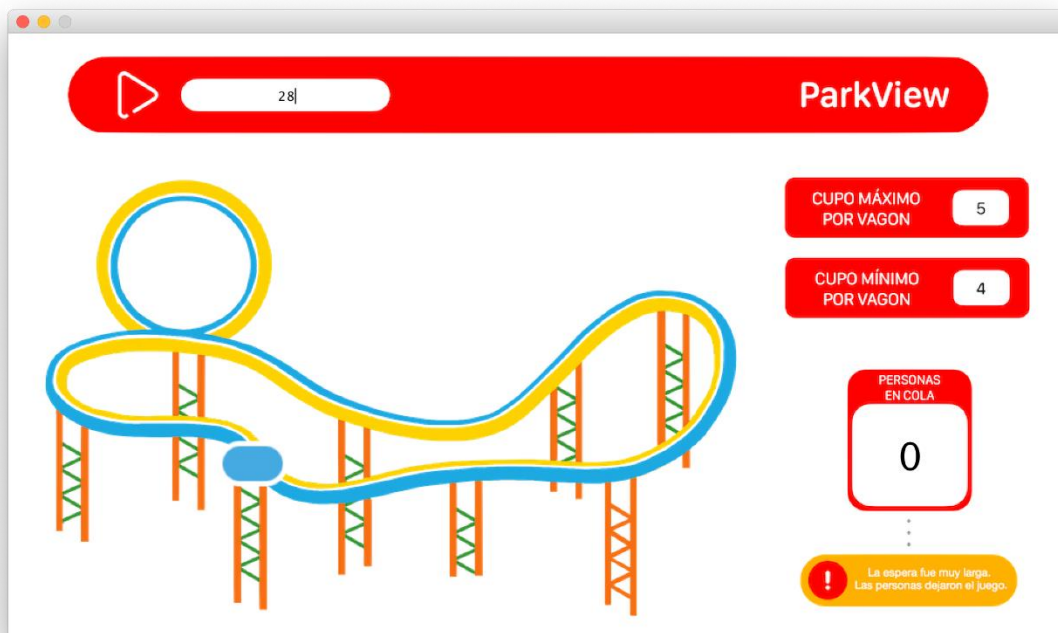 28
ParkView
CUPO MÁXIMO
POR VAGON
5
CUPO MÍNIMO
POR VAGON
4
PERSONAS
EN COLA
0
!
La espera fue muy larga.
Las personas dejaron el juego.